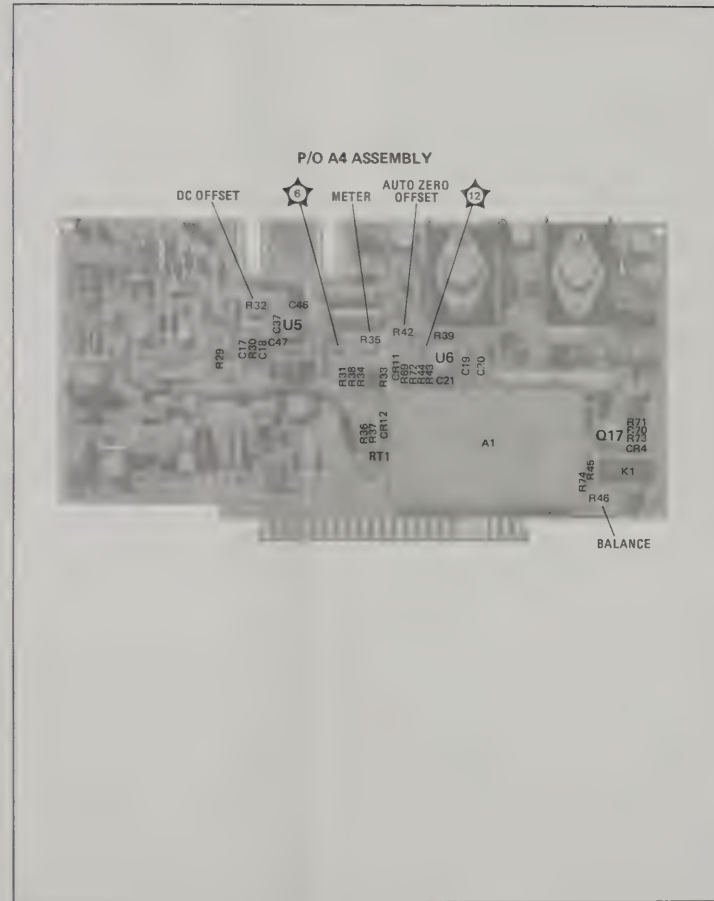 P/O A4 ASSEMBLY
DC OFFSET
6
METER
AUTO ZERO
OFFSET
12
R32
C46
C37
U5
R29
C17
R30
C18
C47
R35
R42
R39
U6
R31
R38
R34
R33
CR11
R69
R72
R44
R43
C21
C19
C20
R36
R37
CR12
RT1
A1
Q17
R71
R73
CR4
K1
R74
R45
R46
BALANCE